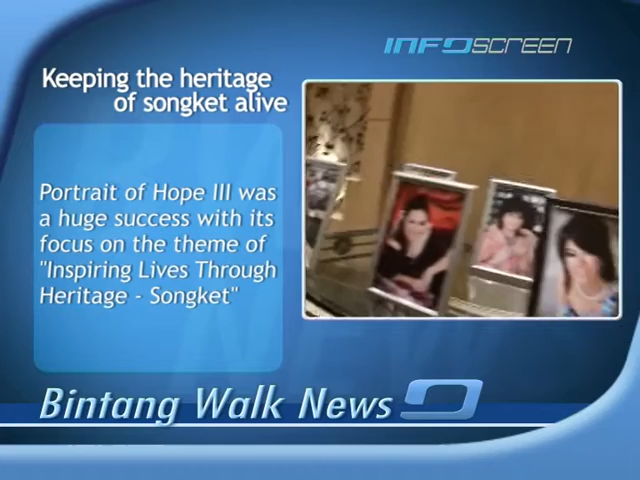 INFOSCREEN
Keeping the heritage
of songket alive
Portrait of Hope III was
a huge success with its
focus on the theme of
"Inspiring Lives Through
Heritage - Songket"
Bintang Walk News